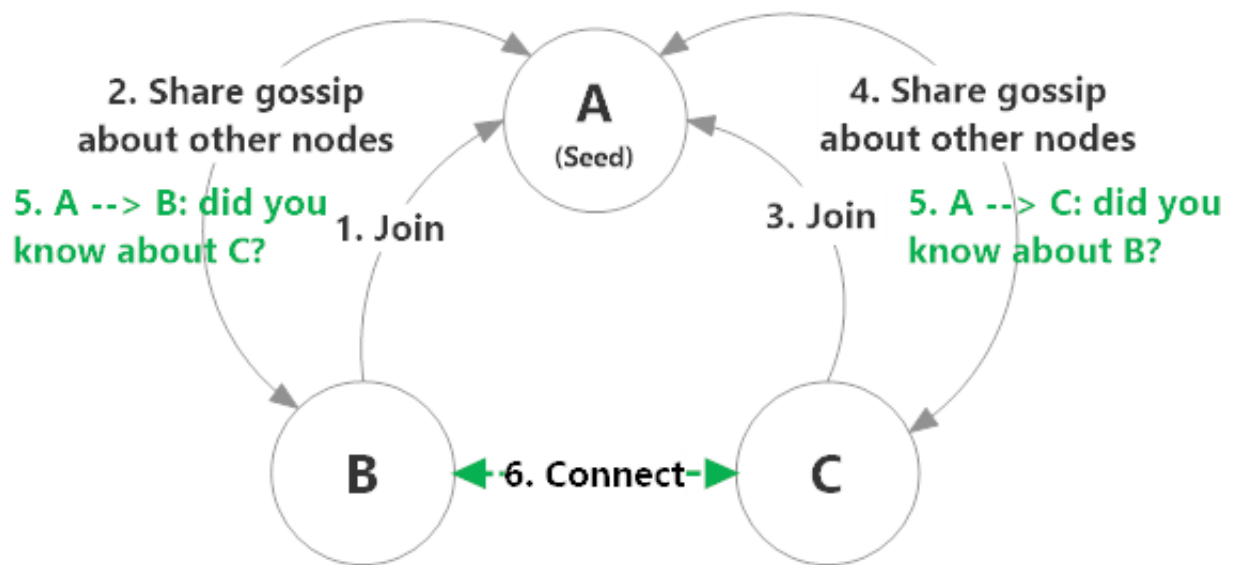 2. Share gossip
about other nodes
A
(Seed)
4. Share gossip
about other nodes
5. A --> B: did you
know about C?
1. Join
3. Join
5. A --> C: did you
know about B?
B
6. Connect
C